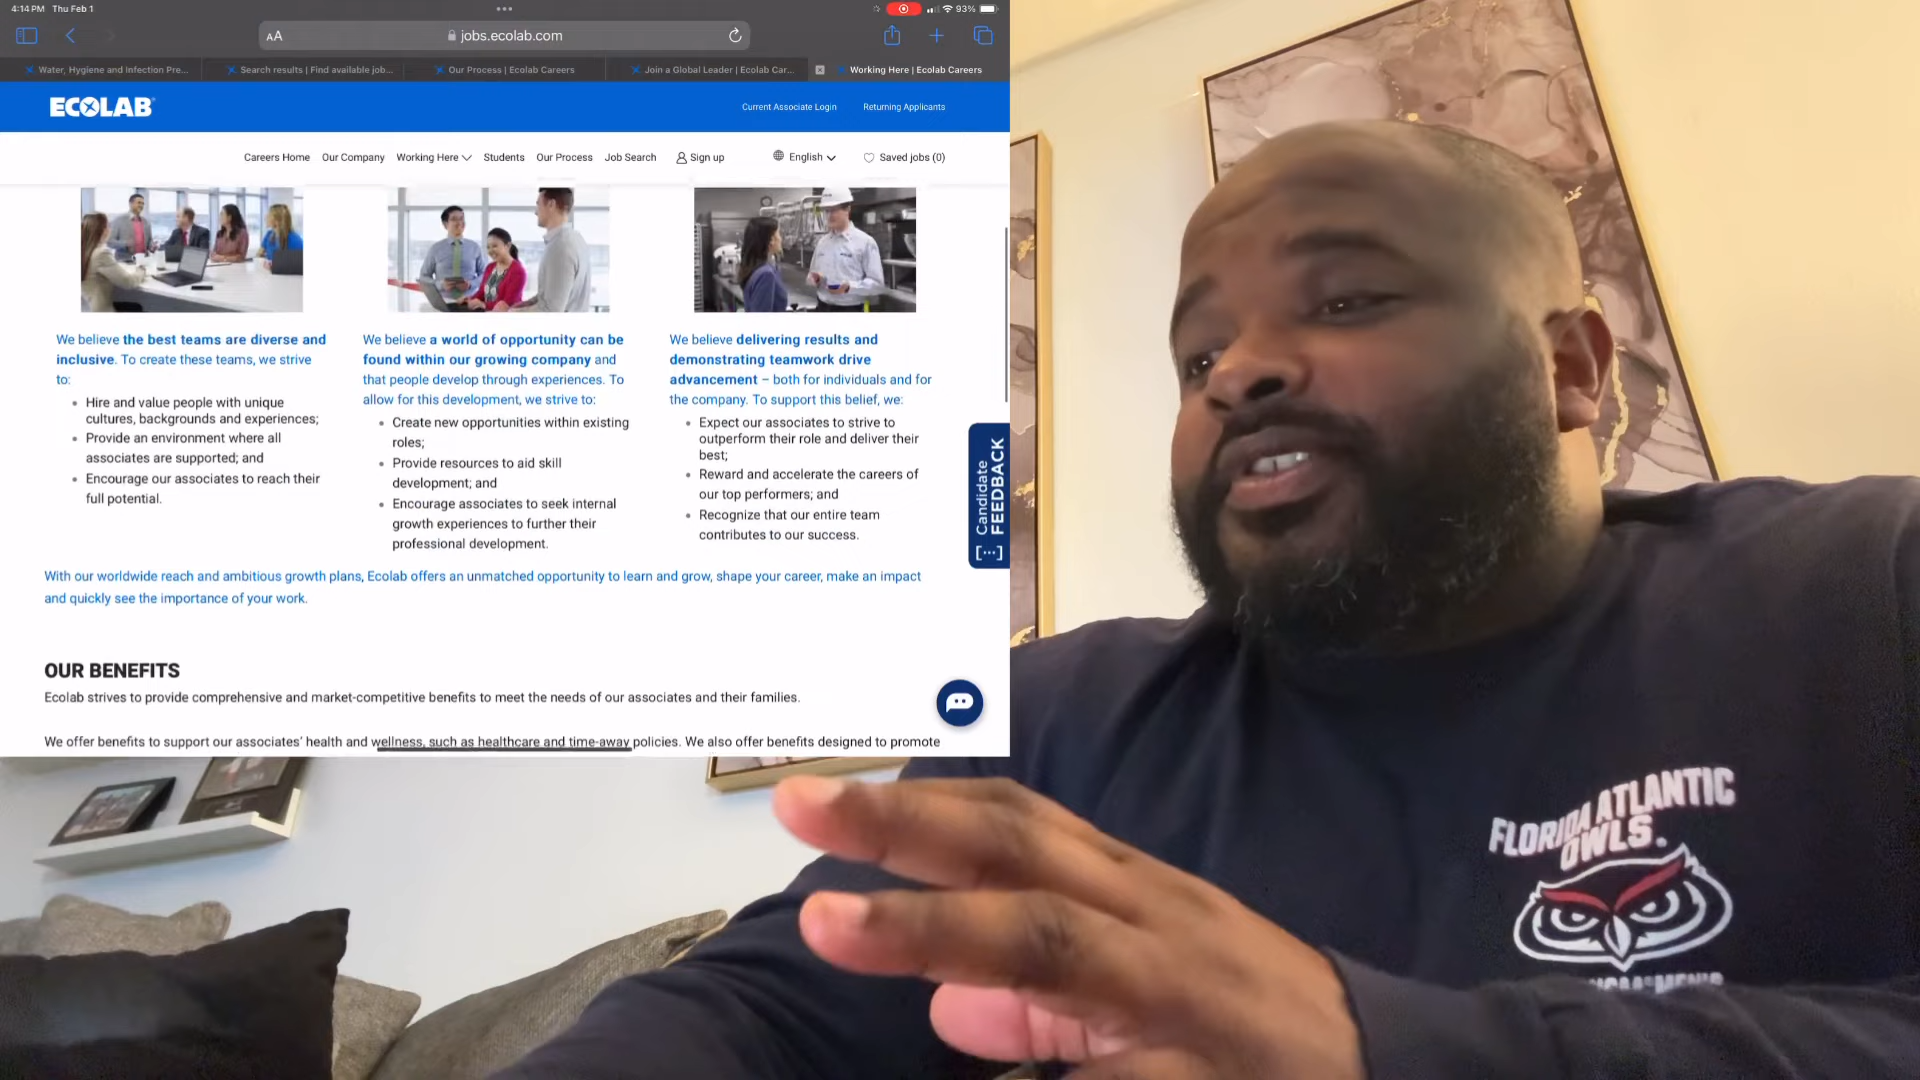 4:14 PM Thu Feb 1
93%
AA
jobs.ecolab.com
Water, Hygiene and Infection Pre...
Search results | Find available job...
Our Process | Ecolab Careers
Join a Global Leader | Ecolab Car...
Working Here | Ecolab Careers
ECOLAB
Current Associate Login
Returning Applicants
Careers Home
Our Company
Working Here
Students
Our Process
Job Search
Sign up
English
Saved jobs (0)
We believe the best teams are diverse and
inclusive. To create these teams, we strive
to:
Hire and value people with unique
cultures, backgrounds and experiences;
Provide an environment where all
associates are supported; and
Encourage our associates to reach their
full potential.
We believe a world of opportunity can be
found within our growing company and
that people develop through experiences. To
allow for this development, we strive to:
Create new opportunities within existing
roles;
Provide resources to aid skill
development; and
Encourage associates to seek internal
growth experiences to further their
professional development.
We believe delivering results and
demonstrating teamwork drive
advancement – both for individuals and for
the company. To support this belief, we:
Expect our associates to strive to
outperform their role and deliver their
best;
Reward and accelerate the careers of
our top performers; and
Recognize that our entire team
contributes to our success.
Candidate
FEEDBACK
With our worldwide reach and ambitious growth plans, Ecolab offers an unmatched opportunity to learn and grow, shape your career, make an impact
and quickly see the importance of your work.
OUR BENEFITS
Ecolab strives to provide comprehensive and market-competitive benefits to meet the needs of our associates and their families.
We offer benefits to support our associates' health and wellness, such as healthcare and time-away policies. We also offer benefits designed to promote
FLORIDA ATLANTIC
OWLS